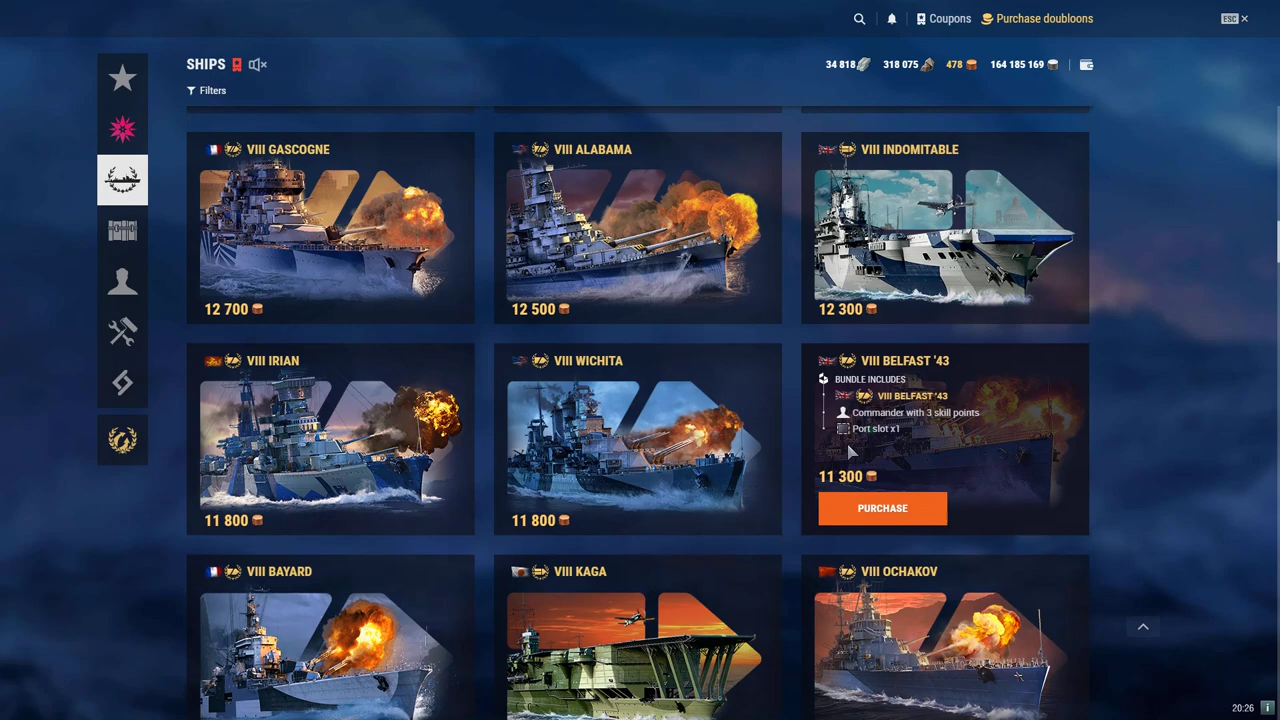 Coupons
Purchase doubloons
ESC ×
SHIPS
34 818
318 075
478
164 185 169
Filters
VIII GASCOGNE
12 700
VIII ALABAMA
12 500
VIII INDOMITABLE
12 300
VIII IRIAN
11 800
VIII WICHITA
11 800
VIII BELFAST '43
BUNDLE INCLUDES
VIII BELFAST '43
Commander with 3 skill points
Port slot x1
11 300
PURCHASE
VIII BAYARD
VIII KAGA
VIII OCHAKOV
20:26